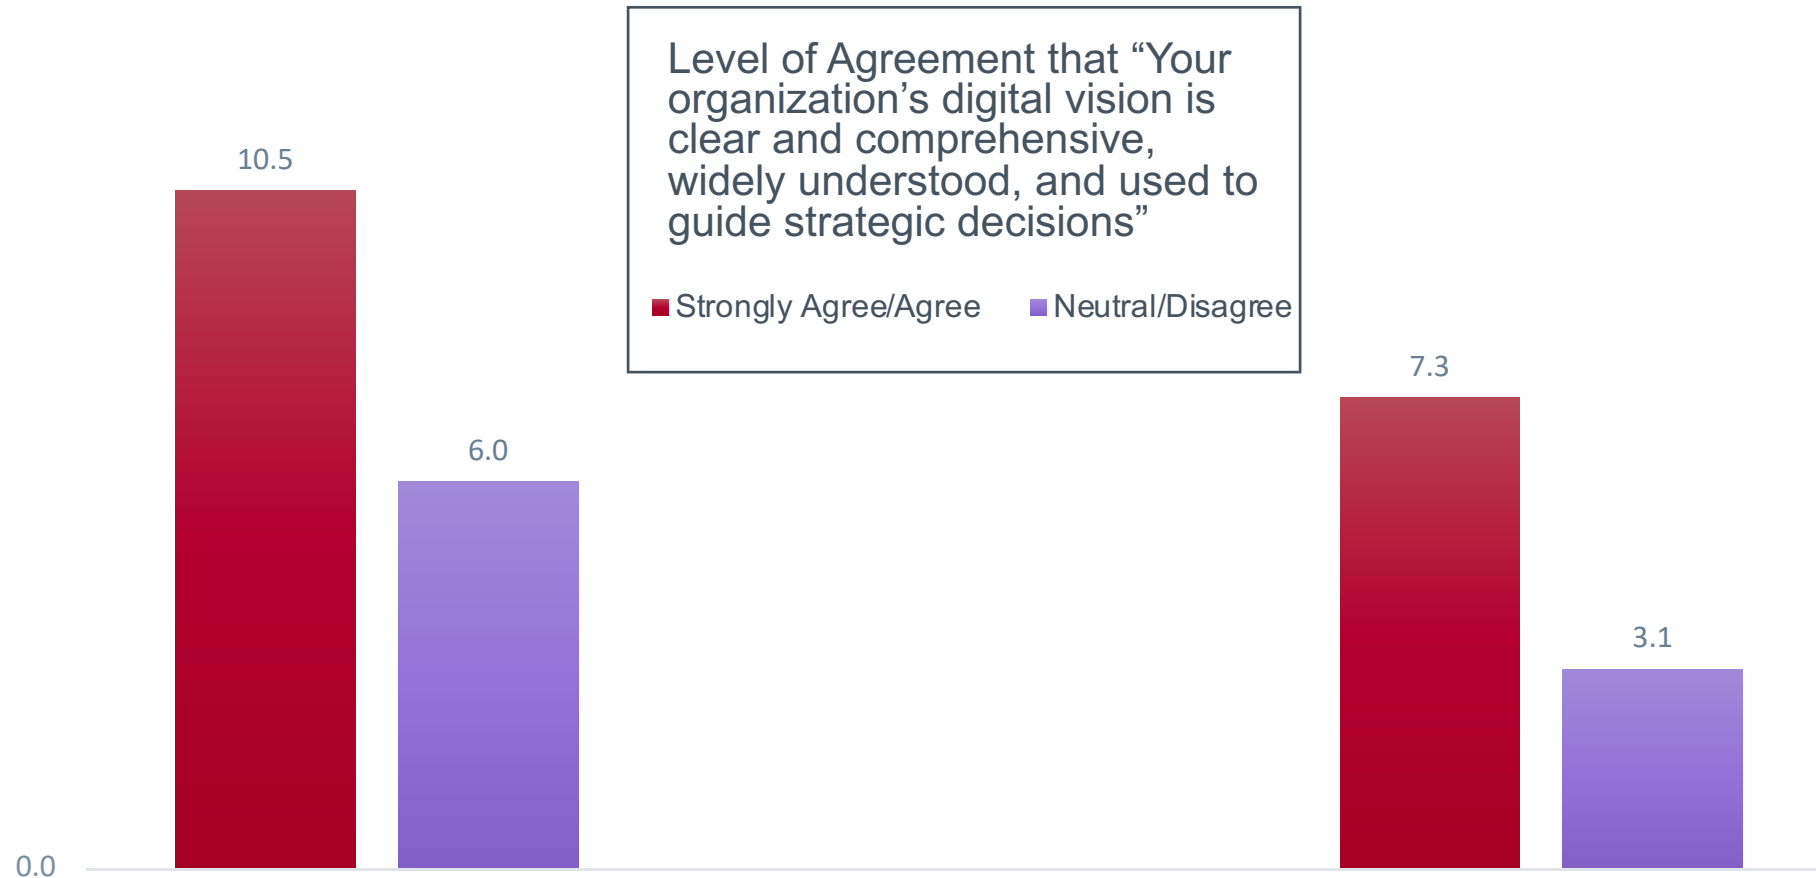 Level of Agreement that “Your
organization’s digital vision is
clear and comprehensive,
widely understood, and used to
guide strategic decisions”
Strongly Agree/Agree
Neutral/Disagree
10.5
6.0
7.3
3.1
0.0